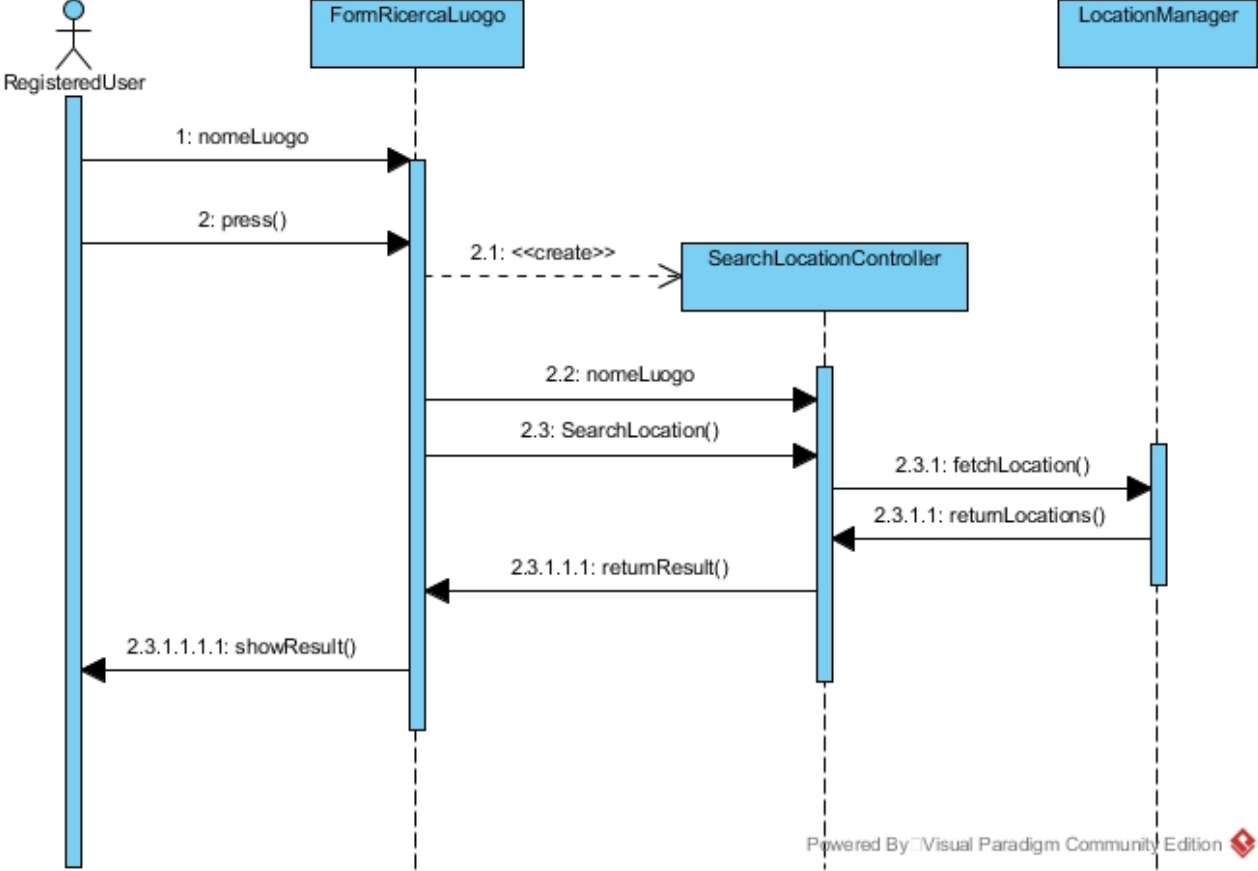 FormRicercaLuogo
LocationManager
RegisteredUser
1: nomeLuogo
2: press()
2.1: <<create>>
SearchLocationController
2.2: nomeLuogo
2.3: SearchLocation()
2.3.1: fetchLocation()
2.3.1.1: returnLocations()
2.3.1.1.1: returnResult()
2.3.1.1.1.1: showResult()
Powered By Visual Paradigm Community Edition